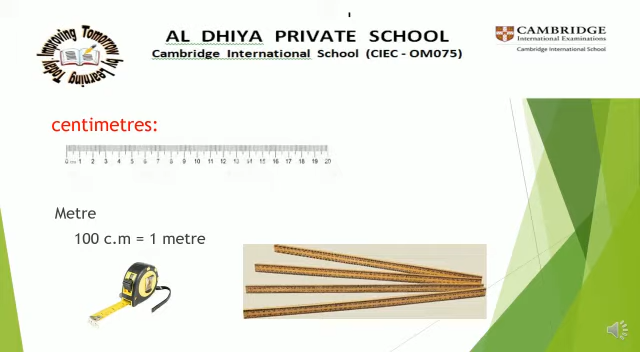 Improving Tomorrow by Learning Today
AL DHIYA PRIVATE SCHOOL
Cambridge International School (CIEC - OM075)
CAMBRIDGE
International Examinations
Cambridge International School
centimetres:
0 cm 1 2 3 4 5 6 7 8 9 10 11 12 13 14 15 16 17 18 19 20
Metre
100 c.m = 1 metre